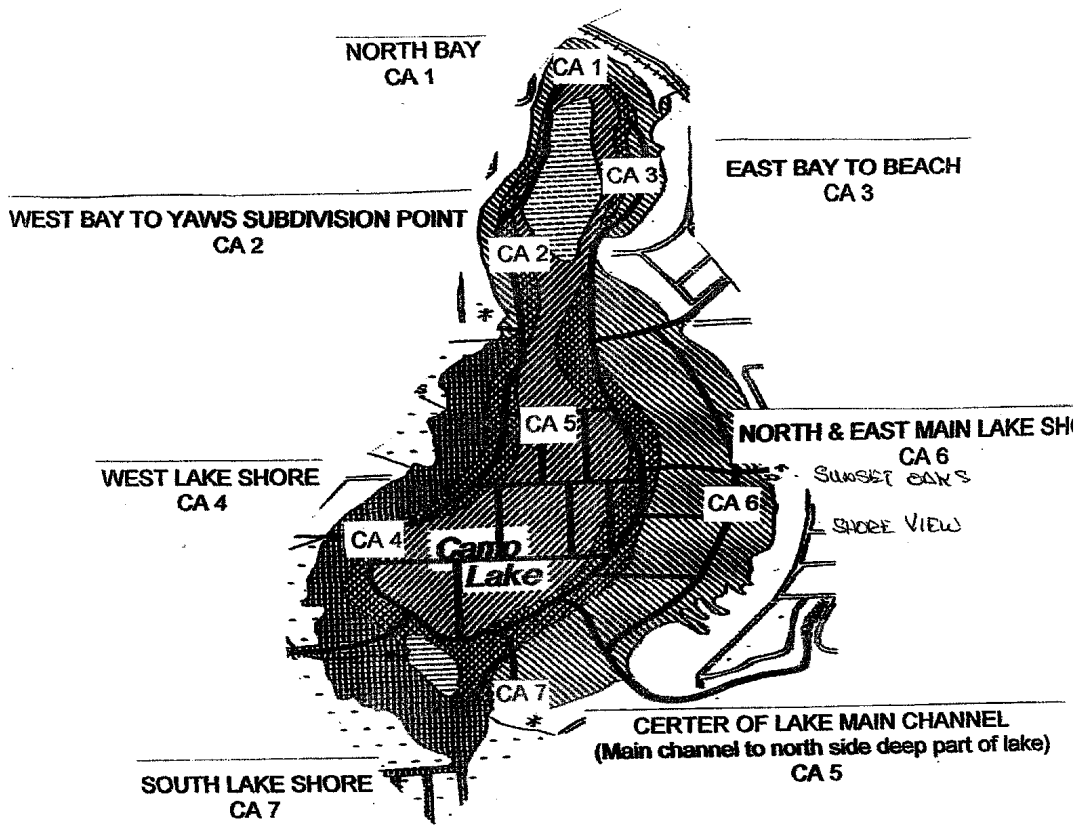 NORTH BAY
CA 1
CA 1
CA 3
EAST BAY TO BEACH
CA 3
WEST BAY TO YAWS SUBDIVISION POINT
CA 2
CA 2
CA 5
NORTH & EAST MAIN LAKE SHO
CA 6
SUNSET OAKS
SHORE VIEW
WEST LAKE SHORE
CA 4
CA 6
CA 4
Camp
Lake
CA 7
CERTER OF LAKE MAIN CHANNEL
(Main channel to north side deep part of lake)
CA 5
SOUTH LAKE SHORE
CA 7